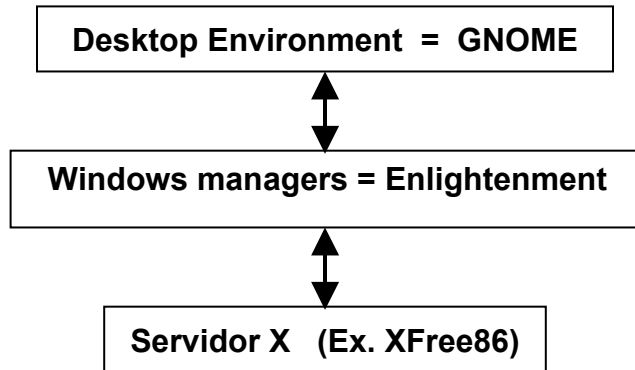 Desktop Environment = GNOME
Windows managers = Enlightenment
Servidor X (Ex. XFree86)